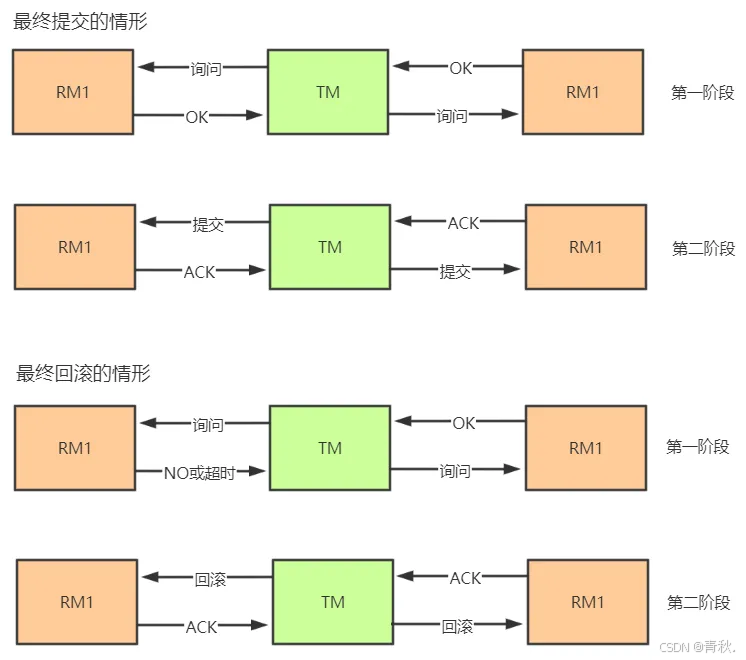 最终提交的情形
询问
OK
RM1
TM
RM1
第一阶段
OK
询问
提交
ACK
RM1
TM
RM1
第二阶段
ACK
提交
最终回滚的情形
询问
OK
RM1
TM
RM1
第一阶段
NO或超时
询问
回滚
ACK
RM1
TM
RM1
第二阶段
ACK
回滚
CSDN @青秋.